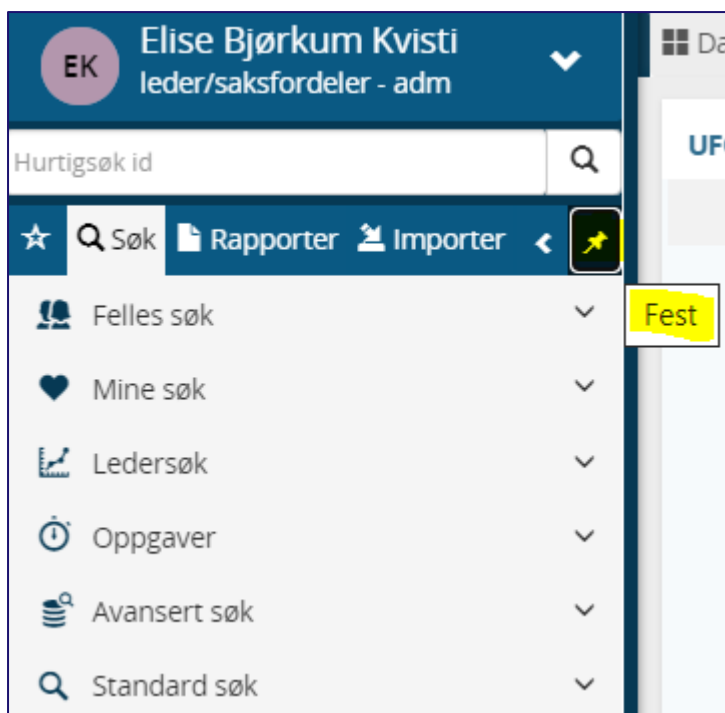 EK
Elise Bjørkum Kvisti
leder/saksfordeler - adm
Da
Hurtigsøk id
Søk Rapporter Importer
Fest
Felles søk
Mine søk
Ledersøk
Oppgaver
Avansert søk
Standard søk